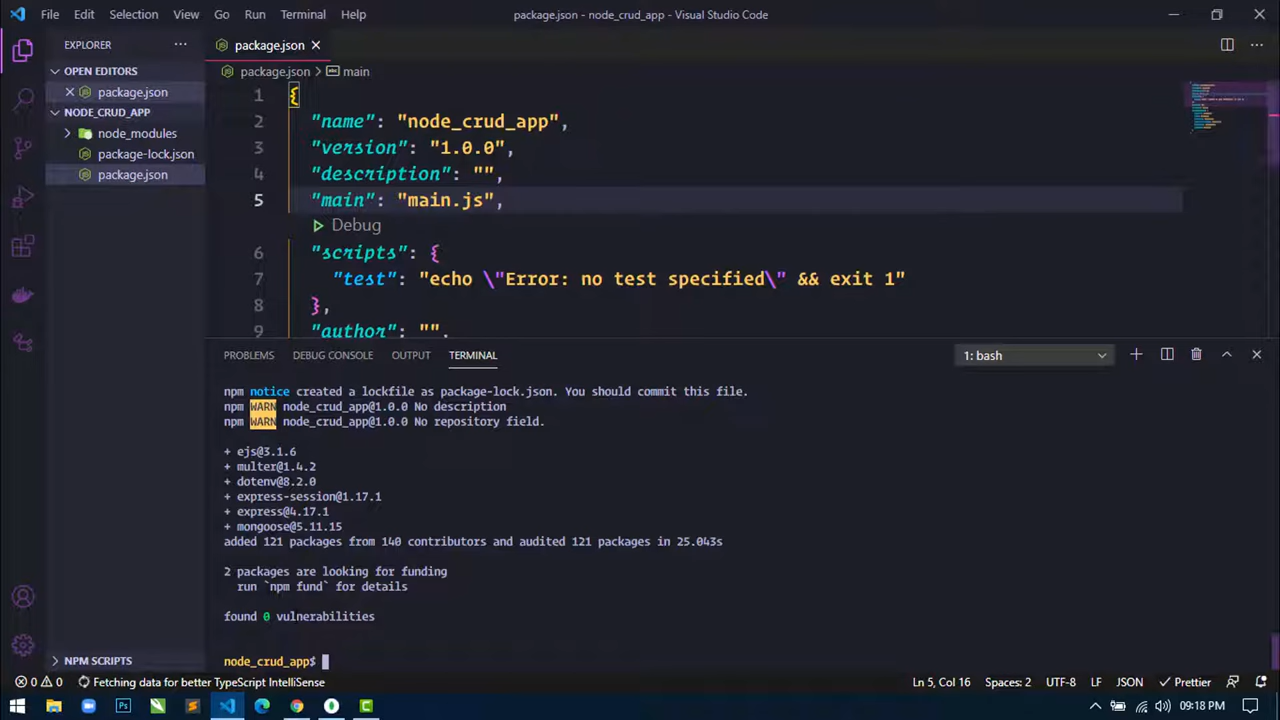 File Edit Selection View Go Run Terminal Help
package.json - node_crud_app - Visual Studio Code
EXPLORER
OPEN EDITORS
package.json
NODE_CRUD_APP
node_modules
package-lock.json
package.json
NPM SCRIPTS
package.json
package.json > main
1 {
2 "name": "node_crud_app",
3 "version": "1.0.0",
4 "description": "",
5 "main": "main.js",
Debug
6 "scripts": {
7 "test": "echo \"Error: no test specified\" && exit 1"
8 },
9 "author": "",
PROBLEMS DEBUG CONSOLE OUTPUT TERMINAL
1: bash
npm notice created a lockfile as package-lock.json. You should commit this file.
npm WARN node_crud_app@1.0.0 No description
npm WARN node_crud_app@1.0.0 No repository field.
+ ejs@3.1.6
+ multer@1.4.2
+ dotenv@8.2.0
+ express-session@1.17.1
+ express@4.17.1
+ mongoose@5.11.15
added 121 packages from 140 contributors and audited 121 packages in 25.043s
2 packages are looking for funding
run `npm fund` for details
found 0 vulnerabilities
node_crud_app$
0 0 Fetching data for better TypeScript IntelliSense
Ln 5, Col 16 Spaces: 2 UTF-8 LF JSON Prettier
Ps
09:18 PM